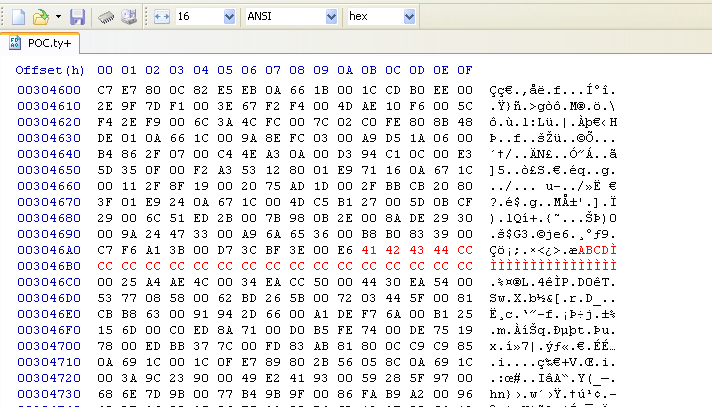 16 ANSI hex
POC.ty+
Offset(h) 00 01 02 03 04 05 06 07 08 09 0A 0B 0C 0D 0E 0F
00304600 C7 E7 80 0C 82 E5 EB 0A 66 1B 00 1C CD B0 EE 00 Çç€.‚åë.f...Í°î.
00304610 2E 9F 7D F1 00 3E 67 F2 F4 00 4D AE 10 F6 00 5C .Ÿ}ñ.>gòô.M®.ö.\
00304620 F4 2E F9 00 6C 3A 4C FC 00 7C 02 C0 FE 80 8B 48 ô.ù.l:Lü.|.Àþ€‹H
00304630 DE 01 0A 66 1C 00 9A 8E FC 03 00 A9 D5 1A 06 00 Þ..f..šŽü..©Õ...
00304640 B4 86 2F 07 00 C4 4E A3 0A 00 D3 94 C1 0C 00 E3 ´†/..ÄN£..Ó”Á..ã
00304650 5D 35 0F 00 F2 A3 53 12 80 01 E9 71 16 0A 67 1C ]5..ò£S.€.éq..g.
00304660 00 11 2F 8F 19 00 20 75 AD 1D 00 2F BB CB 20 80 ../... u-../»Ë €
00304670 3F 01 E9 24 0A 67 1C 00 4D C5 B1 27 00 5D 0B CF ?.é$.g..MÅ±'.].Ï
00304680 29 00 6C 51 ED 2B 00 7B 98 0B 2E 00 8A DE 29 30 ).lQí+.{˜...ŠÞ)0
00304690 00 9A 24 47 33 00 A9 6A 65 36 00 B8 B0 83 39 00 .š$G3.©je6.¸°ƒ9.
003046A0 C7 F6 A1 3B 00 D7 3C BF 3E 00 E6 41 42 43 44 CC Çö¡;.×<¿>.æABCDÌ
003046B0 CC CC CC CC CC CC CC CC CC CC CC CC CC CC CC CC ÌÌÌÌÌÌÌÌÌÌÌÌÌÌÌÌ
003046C0 00 25 A4 AE 4C 00 34 EA CC 50 00 44 30 EA 54 00 .%¤®L.4êÌP.D0êT.
003046D0 53 77 08 58 00 62 BD 26 5B 00 72 03 44 5F 00 81 Sw.X.b½&[.r.D_..
003046E0 CB B8 63 00 91 94 2D 66 00 A1 DE F7 6A 00 B1 25 Ë¸c.‘”-f.¡Þ÷j.±%
003046F0 15 6D 00 C0 ED 8A 71 00 D0 B5 FE 74 00 DE 75 19 .m.ÀíŠq.Ðµþt.Þu.
00304700 78 00 ED BB 37 7C 00 FD 83 AB 81 80 0C C9 C9 85 x.í»7|.ýƒ«.€.ÉÉ…
00304710 0A 69 1C 00 1C 0F E7 89 80 2B 56 05 8C 0A 69 1C .i....ç‰€+V.Œ.i.
00304720 00 3A 9C 23 90 00 49 E2 41 93 00 59 28 5F 97 00 .:œ#..IâA“.Y(_—.
00304730 68 6E 7D 9B 00 77 B4 9B 9F 00 86 FA B9 A2 00 96 hn}›.w´›Ÿ.†ú¹¢.–